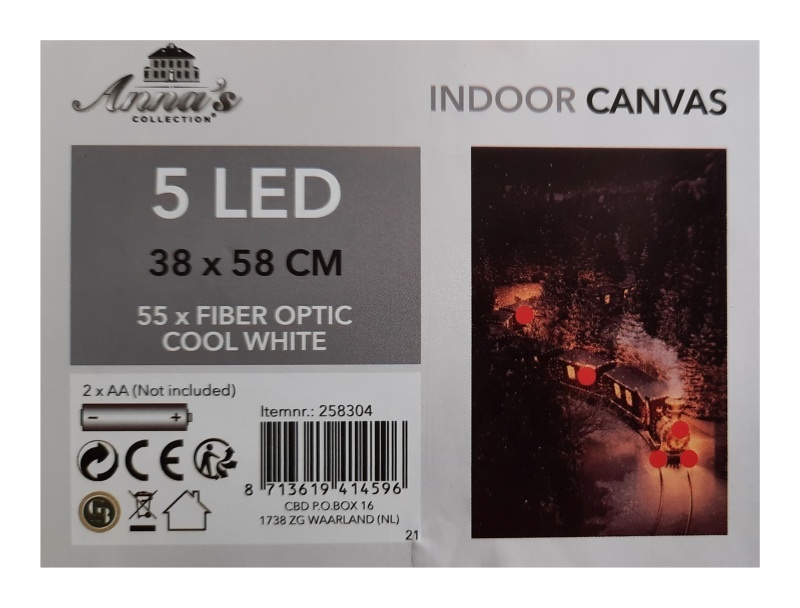 Anna's
COLLECTION®
INDOOR CANVAS
5 LED
38 x 58 CM
55 x FIBER OPTIC
COOL WHITE
2 x AA (Not included)
- +
Itemnr.: 258304
CE
8 713619 414596
CBD P.O.BOX 16
1738 ZG WAARLAND (NL)
21